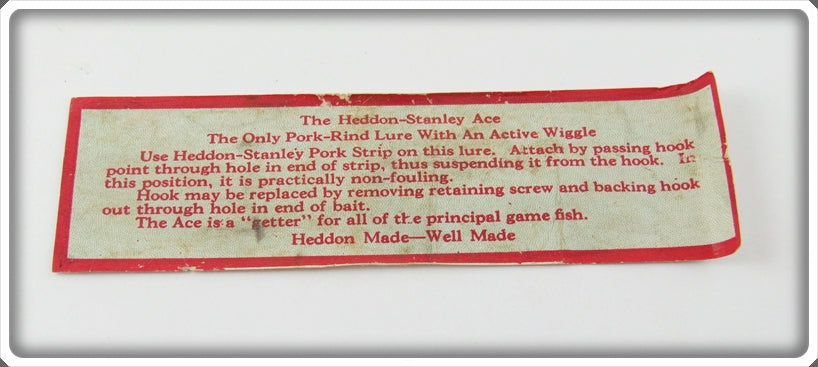 The Heddon-Stanley Ace
The Only Pork-Rind Lure With An Active Wiggle
Use Heddon-Stanley Pork Strip on this lure. Attach by passing hook
point through hole in end of strip, thus suspending it from the hook. In
this position, it is practically non-fouling.
Hook may be replaced by removing retaining screw and backing hook
out through hole in end of bait.
The Ace is a "getter" for all of the principal game fish.
Heddon Made—Well Made